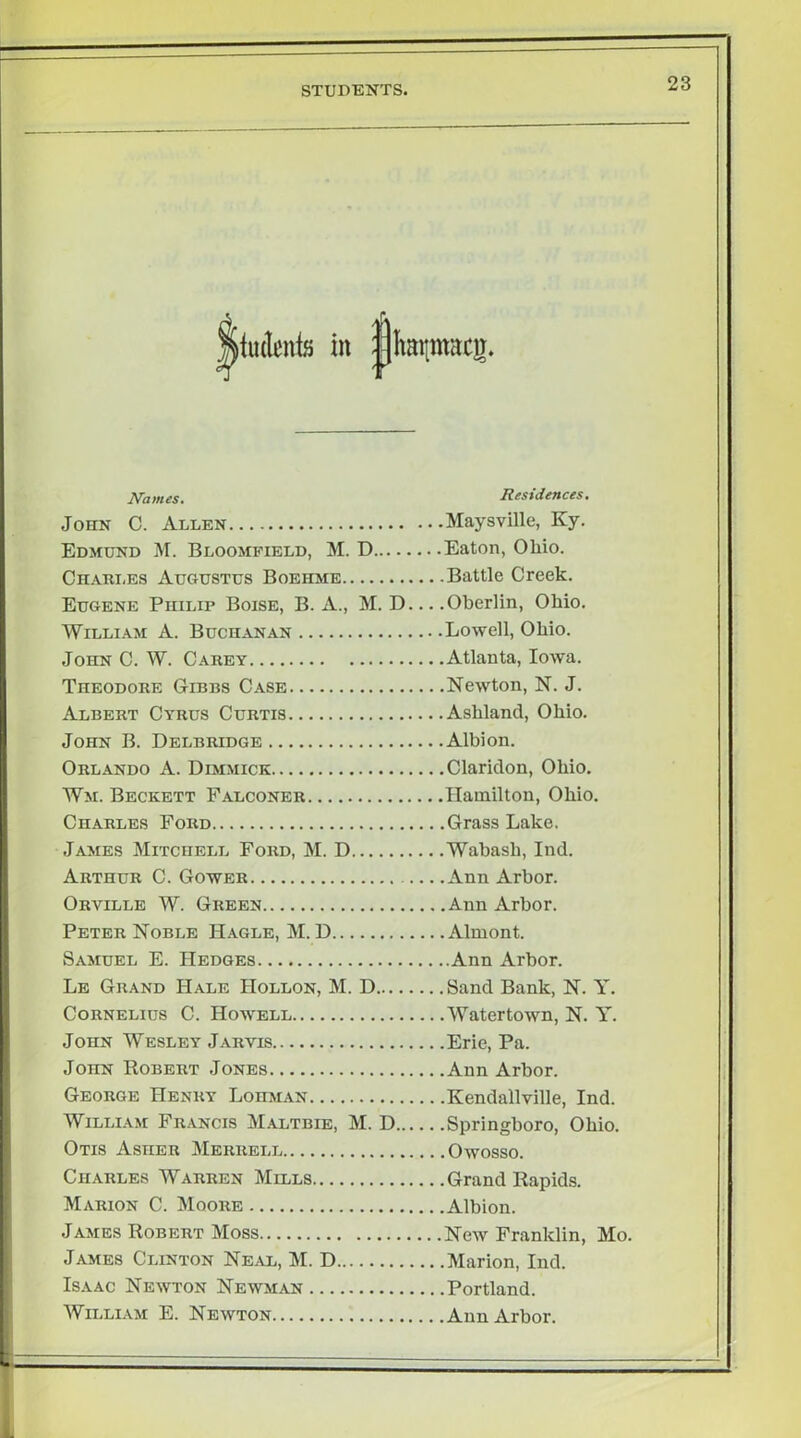 STUDENTS.
23
Students in Pharmacy.
Names. Residences.
JOHN C. ALLEN.... ................... ...Maysville, Ky.
EDMUND M. BLOOMFIELD, M. D........Eaton, Ohio.
CHARLES AUGUSTUS BOEHME............Battle Creek.
EUGENE PHILIP BOISE, B. A., M. D....Oberlin, Ohio.
WILLIAM A. BUCHANAN................Lowell, Ohio.
JOHN C. W. CAREY........ ...........Atlanta, Iowa.
THEODORE GIBBS CASE.................Newton, N. J.
ALBERT CYRUS CURTIS.................Ashland, Ohio.
JOHN B. DELBRIDGE...................Albion.
ORLANDO A. DIMMICK...................Claridon, Ohio.
WM. BECKETT FALCONER...............Hamilton, Ohio.
CHARLES FORD..........................Grass Lake.
JAMES MITCHELL FORD, M. D...........Wabash, Ind.
ARTHUR C. GOWER................. .....Ann Arbor.
ORVILLE W. GREEN.....................Ann Arbor.
PETER NOBLE HAGLE, M. D.............Almont.
SAMUEL E. HEDGES......................Ann Arbor.
LE GRAND HALE HOLLON, M. D........Sand Bank, N. Y.
CORNELIUS C. HOWELL.................Watertown, N. Y.
JOHN WESLEY JARVIS...................Erie, Pa.
JOHN ROBERT JONES....................Ann Arbor.
GEORGE HENRY LOHMAN...............Kendallville, Ind.
WILLIAM FRANCIS MALTBIE, M. D......Springboro, Ohio.
OTIS ASHER MERRELL..................Owosso.
CHARLES WARREN MILLS...............Grand Rapids.
MARION C. MOORE......................Albion.
JAMES ROBERT MOSS.... ..............New Franklin, Mo.
JAMES CLINTON NEAL, M. D............Marion, Ind.
ISAAC NEWTON NEWMAN...............Portland.
WILLIAM E. NEWTON...................Ann Arbor.